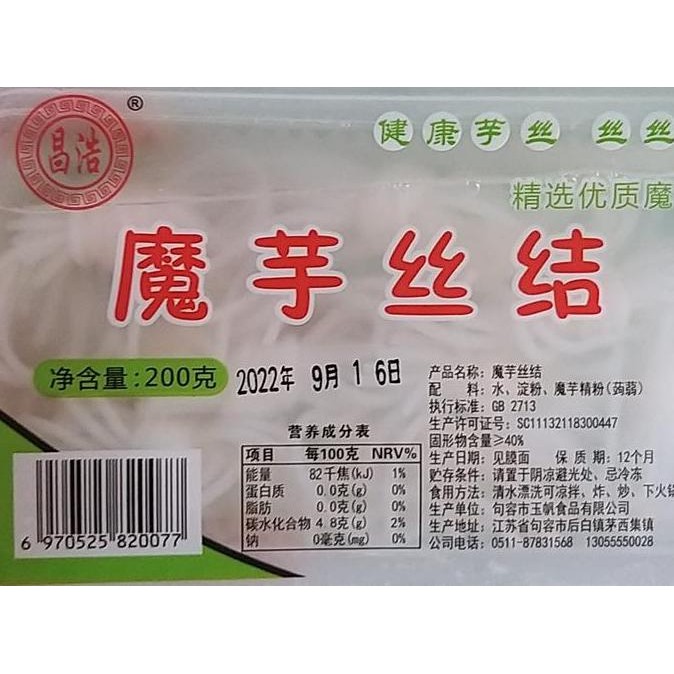 昌浩®
健康芋丝 丝丝
精选优质魔
魔芋丝结
净含量:200克
2022年 9月 1 6日
营养成分表
项目 每100克 NRV%
能量 82千焦(kJ) 1%
蛋白质 0.0克(g) 0%
脂肪 0.0克(g) 0%
碳水化合物 4.8克(g) 2%
钠 0毫克(mg) 0%
产品名称:魔芋丝结
配 料:水、淀粉、魔芋精粉(蒟蒻)
执行标准:GB 2713
生产许可证号:SC11132118300447
固形物含量≥40%
生产日期:见膜面 保 质 期:12个月
贮存条件:请置于阴凉避光处、忌冷冻
食用方法:清水漂洗可凉拌、炸、炒、下火锅
生产单位:句容市玉帆食品有限公司
生产地址:江苏省句容市后白镇茅西集镇
公司电话:0511-87831568 13055550028
6 970525 820077